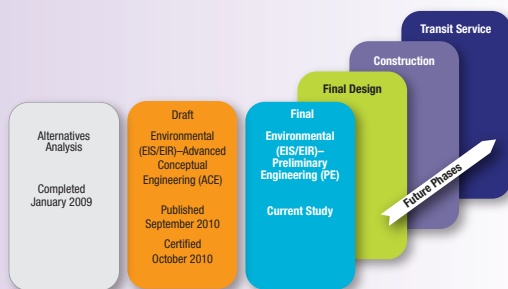 Alternatives
Analysis
Completed
January 2009
Draft
Environmental
(EIS/EIR)–Advanced
Conceptual
Engineering (ACE)
Published
September 2010
Certified
October 2010
Final
Environmental
(EIS/EIR)–
Preliminary
Engineering (PE)
Current Study
Final Design
Construction
Transit Service
Future Phases